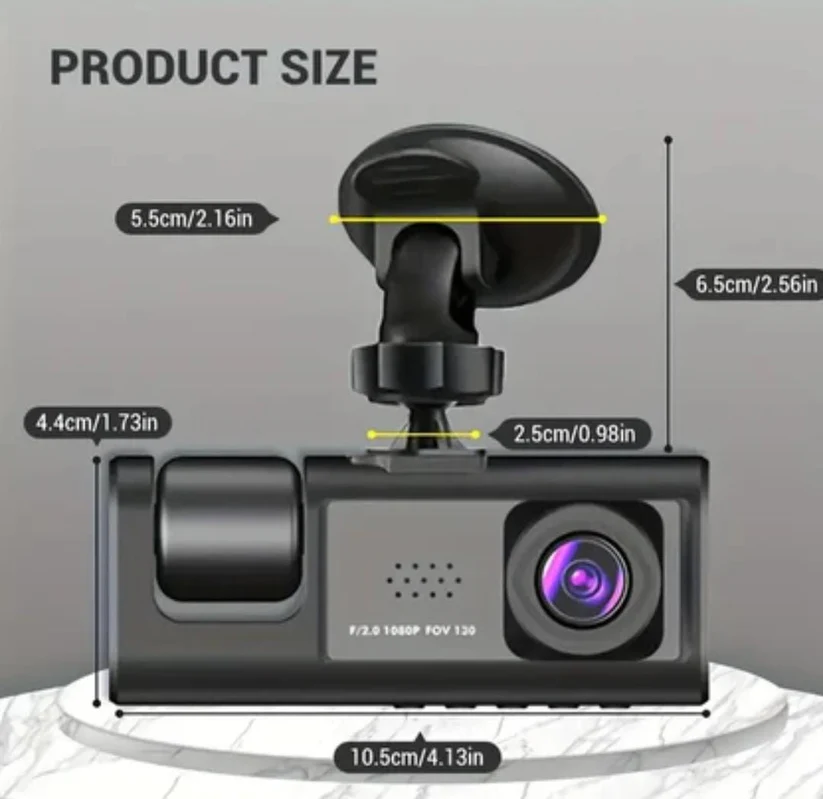 PRODUCT SIZE
5.5cm/2.16in
6.5cm/2.56in
4.4cm/1.73in
2.5cm/0.98in
F/2.0 1080P FOV 120
10.5cm/4.13in